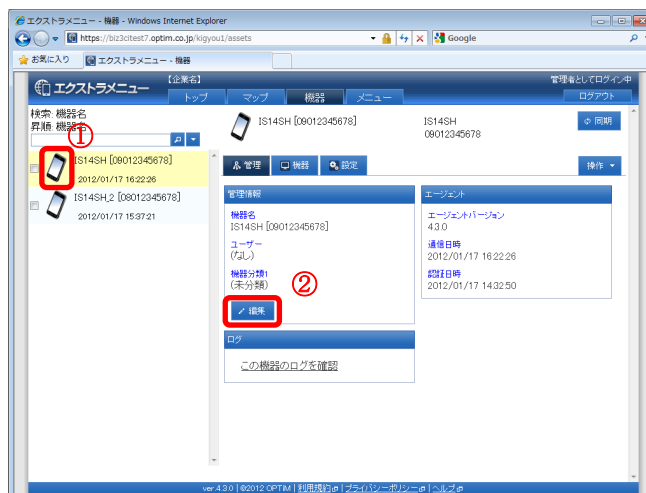 エクストラメニュー - 機器 - Windows Internet Explorer
https://biz3citest7.optim.co.jp/kigyou1/assets
Google
お気に入り
エクストラメニュー - 機器
エクストラメニュー
【企業名】
管理者としてログイン中
トップ
マップ
機器
メニュー
ログアウト
検索: 機器名
昇順: 機器名
①
IS14SH [09012345678]
2012/01/17 16:22:26
IS14SH_2 [08012345678]
2012/01/17 15:37:21
IS14SH [09012345678]
IS14SH
09012345678
同期
管理
機器
設定
操作
管理情報
機器名
IS14SH [09012345678]
ユーザー
(なし)
機器分類1
(未分類)
②
編集
エージェント
エージェントバージョン
4.3.0
通信日時
2012/01/17 16:22:26
認証日時
2012/01/17 14:32:50
ログ
この機器のログを確認
ver.4.3.0 | ©2012 OPTiM | 利用規約 | プライバシーポリシー | ヘルプ